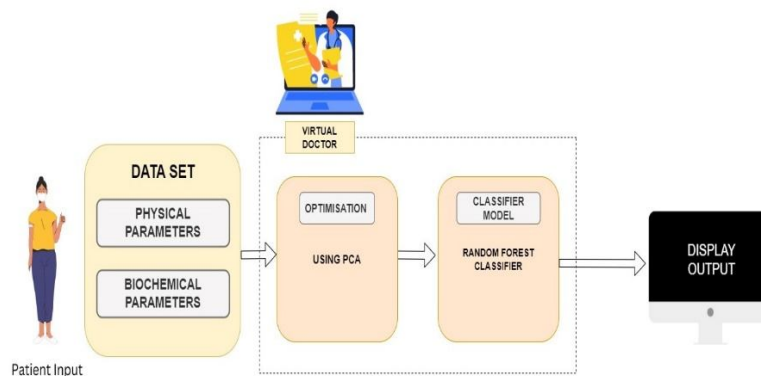 VIRTUAL
DOCTOR
DATA SET
PHYSICAL
PARAMETERS
BIOCHEMICAL
PARAMETERS
OPTIMISATION
USING PCA
CLASSIFIER
MODEL
RANDOM FOREST
CLASSIFIER
DISPLAY
OUTPUT
Patient Input